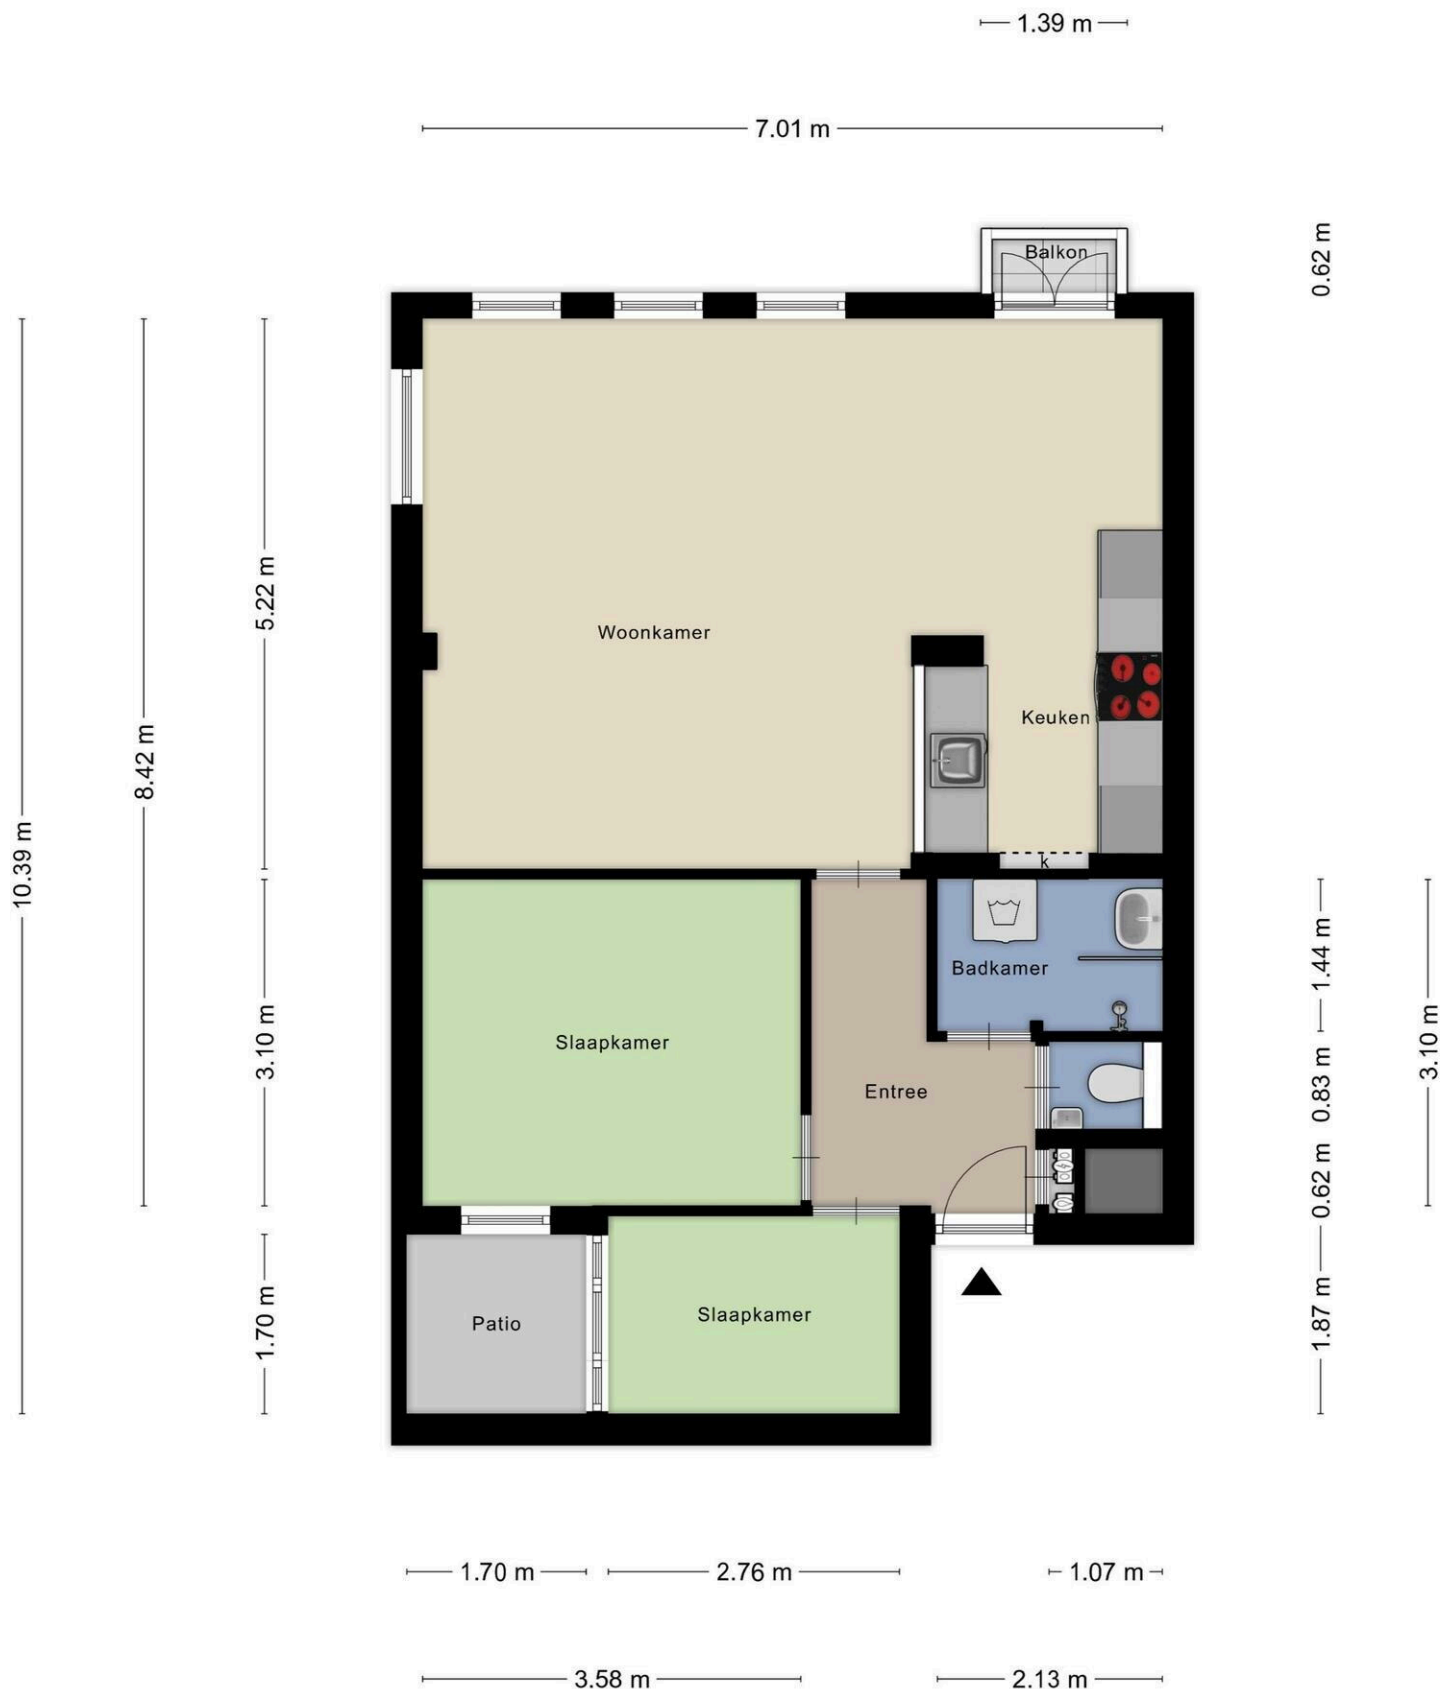 1.39 m
7.01 m
0.62 m
Balkon
5.22 m
8.42 m
10.39 m
Woonkamer
Keuken
k
Badkamer
1.44 m
Slaapkamer
3.10 m
Entree
0.83 m
3.10 m
0.62 m
Patio
Slaapkamer
1.70 m
1.87 m
1.70 m
2.76 m
1.07 m
3.58 m
2.13 m